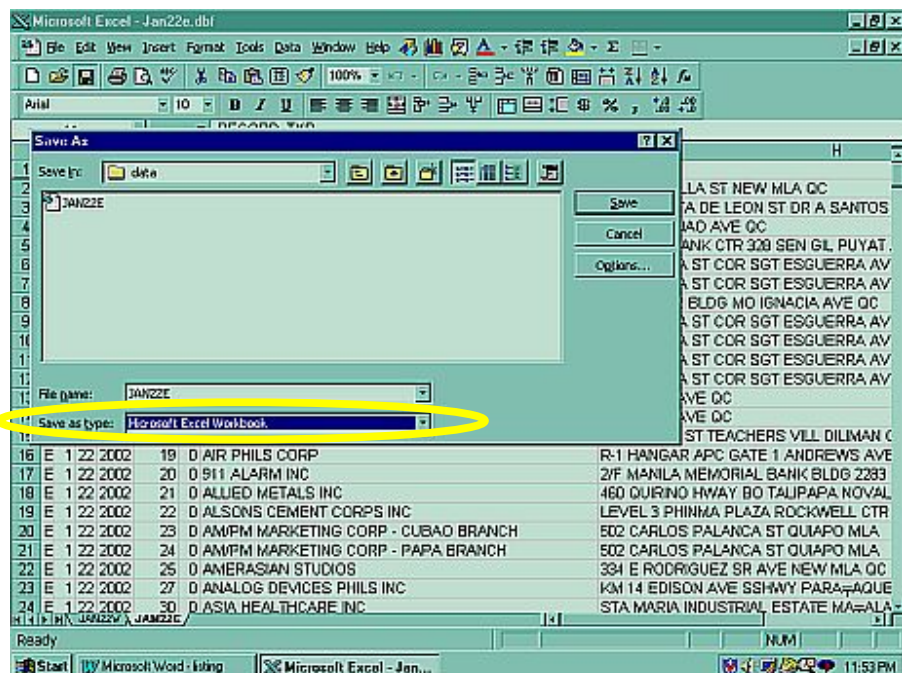 Microsoft Excel - Jan22e.dbf
File Edit View Insert Format Tools Data Window Help
100%
Arial 10 B I U $ % ,
Save As
Save in: data
JAN22E
Save
Cancel
Options...
File name: JAN22E
Save as type: Microsoft Excel Workbook
H
1
2 LLA ST NEW MLA QC
3 A DE LEON ST DR A SANTOS
4 AVE QC
5 ANK CTR 328 SEN GIL PUYAT
6 A ST COR SGT ESGUERRA AV
7 A ST COR SGT ESGUERRA AV
8 BLDG MO IGNACIA AVE QC
9 A ST COR SGT ESGUERRA AV
A ST COR SGT ESGUERRA AV
A ST COR SGT ESGUERRA AV
A ST COR SGT ESGUERRA AV
AVE QC
AVE QC
ST TEACHERS VILL DILIMAN
16 E 1 22 2002 19 0 AIR PHILS CORP R-1 HANGAR APC GATE 1 ANDREWS AVE
17 E 1 22 2002 20 0 911 ALARM INC 2/F MANILA MEMORIAL BANK BLDG 2283
18 E 1 22 2002 21 0 ALLIED METALS INC 460 QUIRINO HWAY BO TALIPAPA NOVAL
19 E 1 22 2002 22 0 ALSONS CEMENT CORPS INC LEVEL 3 PHINMA PLAZA ROCKWELL CTR
20 E 1 22 2002 23 0 AM/PM MARKETING CORP - CUBAO BRANCH 502 CARLOS PALANCA ST QUIAPO MLA
21 E 1 22 2002 24 0 AM/PM MARKETING CORP - PAPA BRANCH 502 CARLOS PALANCA ST QUIAPO MLA
22 E 1 22 2002 25 0 AMERASIAN STUDIOS 334 E RODRIGUEZ SR AVE NEW MLA QC
23 E 1 22 2002 27 0 ANALOG DEVICES PHILS INC KM 14 EDISON AVE SSHWY PARA╤AQUE
24 E 1 22 2002 30 0 ASIA HEALTHCARE INC STA MARIA INDUSTRIAL ESTATE MA╤ALA
JAN22W JAN22E
Ready NUM
Start Microsoft Word - listing Microsoft Excel - Jan... 11:53 PM